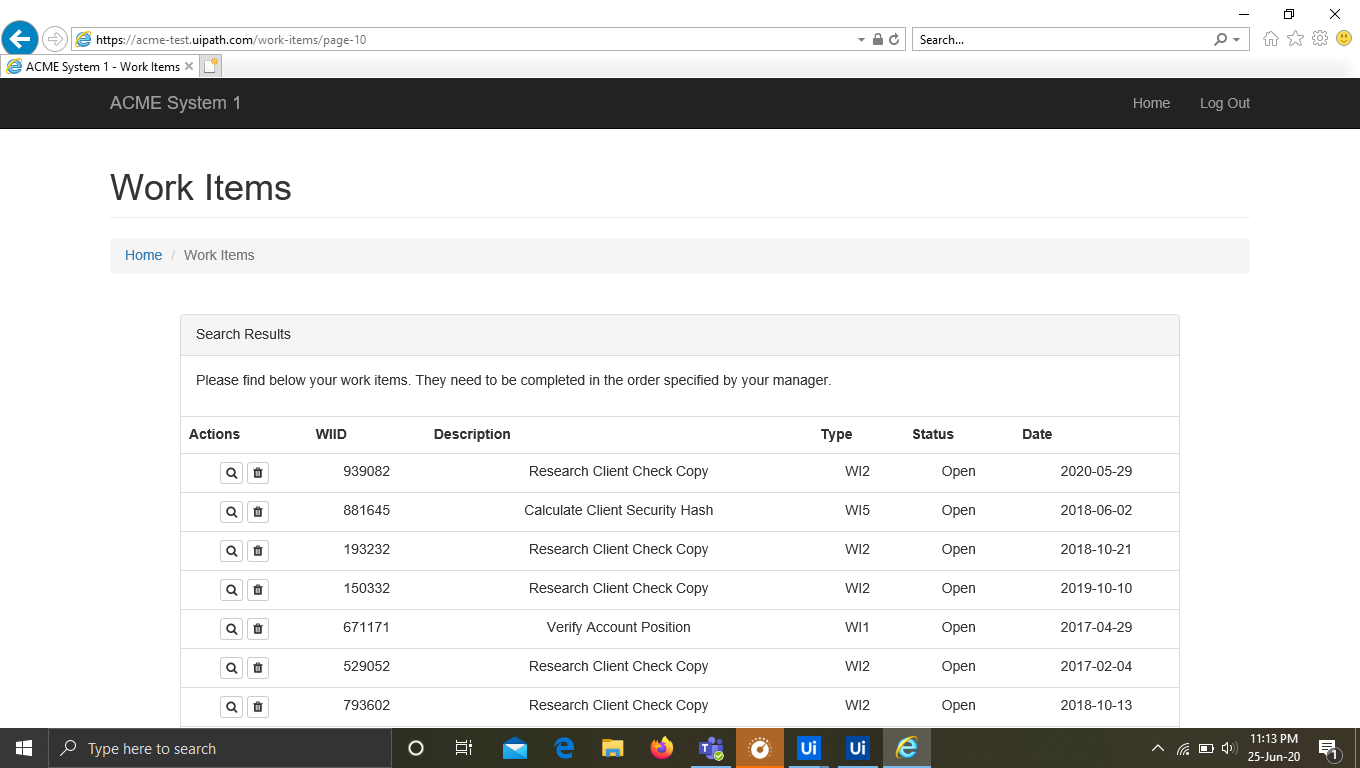 https://acme-test.uipath.com/work-items/page-10
Search...
ACME System 1 - Work Items
ACME System 1
Home
Log Out
Work Items
Home / Work Items
Search Results
Please find below your work items. They need to be completed in the order specified by your manager.
Actions WIID Description Type Status Date
939082 Research Client Check Copy WI2 Open 2020-05-29
881645 Calculate Client Security Hash WI5 Open 2018-06-02
193232 Research Client Check Copy WI2 Open 2018-10-21
150332 Research Client Check Copy WI2 Open 2019-10-10
671171 Verify Account Position WI1 Open 2017-04-29
529052 Research Client Check Copy WI2 Open 2017-02-04
793602 Research Client Check Copy WI2 Open 2018-10-13
Type here to search
Ui
Ui
11:13 PM
25-Jun-20
1